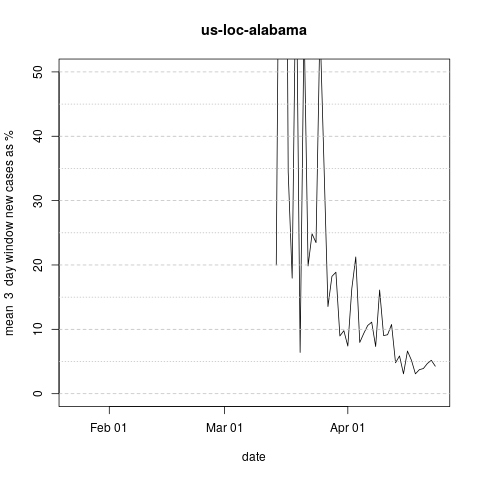 us-loc-alabama
mean  3  day window new cases as %
50
40
30
20
10
0
Feb 01
Mar 01
Apr 01
date